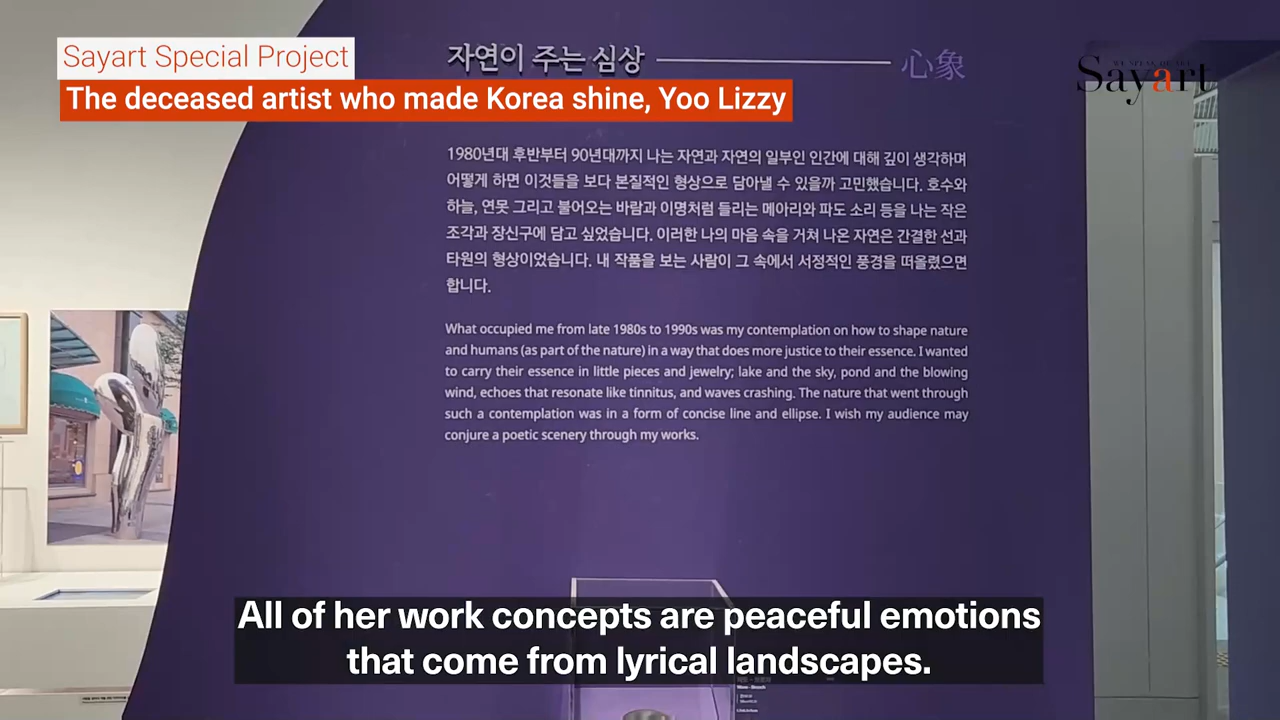 Sayart Special Project
The deceased artist who made Korea shine, Yoo Lizzy
Sayart
자연이 주는 심상 心象
1980년대 후반부터 90년대까지 나는 자연과 자연의 일부인 인간에 대해 깊이 생각하며
어떻게 하면 이것들을 보다 본질적인 형상으로 담아낼 수 있을까 고민했습니다. 호수와
하늘, 연못 그리고 불어오는 바람과 이명처럼 들리는 메아리와 파도 소리 등을 나는 작은
조각과 장신구에 담고 싶었습니다. 이러한 나의 마음 속을 거쳐 나온 자연은 간결한 선과
타원의 형상이었습니다. 내 작품을 보는 사람이 그 속에서 서정적인 풍경을 떠올렸으면
합니다.
What occupied me from late 1980s to 1990s was my contemplation on how to shape nature
and humans (as part of the nature) in a way that does more justice to their essence. I wanted
to carry their essence in little pieces and jewelry; lake and the sky, pond and the blowing
wind, echoes that resonate like tinnitus, and waves crashing. The nature that went through
such a contemplation was in a form of concise line and ellipse. I wish my audience may
conjure a poetic scenery through my works.
All of her work concepts are peaceful emotions
that come from lyrical landscapes.